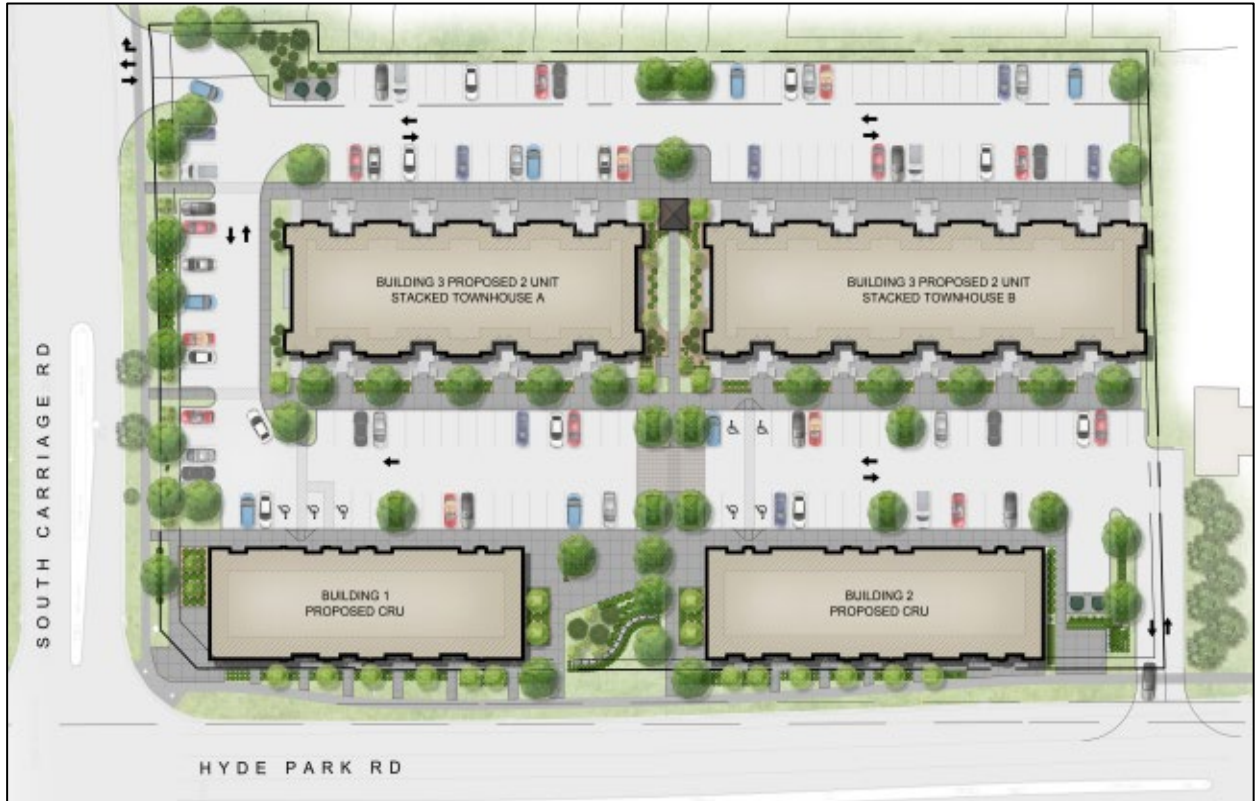 BUILDING 3 PROPOSED 2 UNIT
STACKED TOWNHOUSE A
BUILDING 3 PROPOSED 2 UNIT
STACKED TOWNHOUSE B
SOUTH CARRIAGE RD
BUILDING 1
PROPOSED CRU
BUILDING 2
PROPOSED CRU
HYDE PARK RD